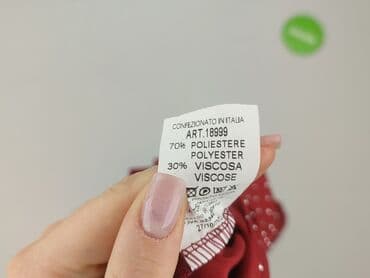 CONFEZIONATO IN ITALIA
ART.18999
70% POLIESTERE
POLYESTER
30% VISCOSA
VISCOSE